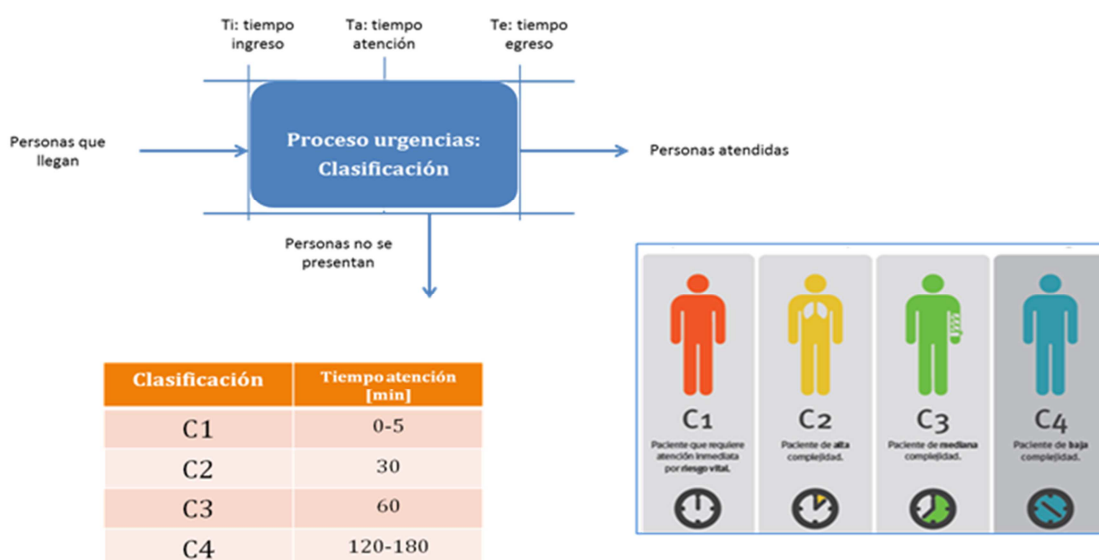 Ti: tiempo
ingreso
Ta: tiempo
atención
Te: tiempo
egreso
Personas que
llegan
Proceso urgencias:
Clasificación
Personas atendidas
Personas no se
presentan
Clasificación
Tiempo atención
[min]
C1
0-5
C2
30
C3
60
C4
120-180
C1
Paciente que requiere
atención inmediata
por riesgo vital.
C2
Paciente de alta
complejidad.
C3
Paciente de mediana
complejidad.
C4
Paciente de baja
complejidad.